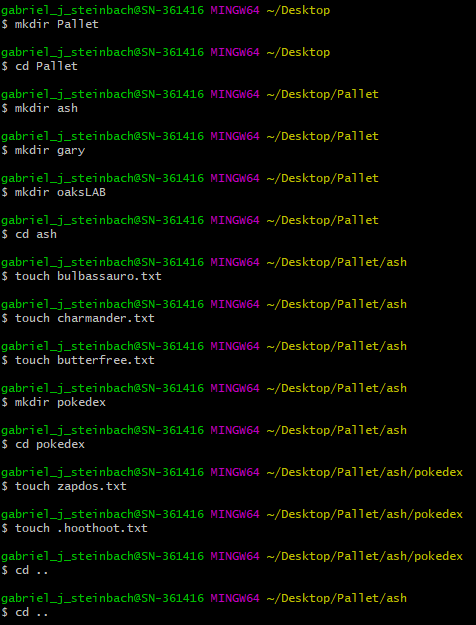 gabriel_j_steinbach@SN-361416 MINGW64 ~/Desktop
$ mkdir Pallet
gabriel_j_steinbach@SN-361416 MINGW64 ~/Desktop
$ cd Pallet
gabriel_j_steinbach@SN-361416 MINGW64 ~/Desktop/Pallet
$ mkdir ash
gabriel_j_steinbach@SN-361416 MINGW64 ~/Desktop/Pallet
$ mkdir gary
gabriel_j_steinbach@SN-361416 MINGW64 ~/Desktop/Pallet
$ mkdir oaksLAB
gabriel_j_steinbach@SN-361416 MINGW64 ~/Desktop/Pallet
$ cd ash
gabriel_j_steinbach@SN-361416 MINGW64 ~/Desktop/Pallet/ash
$ touch bulbassauro.txt
gabriel_j_steinbach@SN-361416 MINGW64 ~/Desktop/Pallet/ash
$ touch charmander.txt
gabriel_j_steinbach@SN-361416 MINGW64 ~/Desktop/Pallet/ash
$ touch butterfree.txt
gabriel_j_steinbach@SN-361416 MINGW64 ~/Desktop/Pallet/ash
$ mkdir pokedex
gabriel_j_steinbach@SN-361416 MINGW64 ~/Desktop/Pallet/ash
$ cd pokedex
gabriel_j_steinbach@SN-361416 MINGW64 ~/Desktop/Pallet/ash/pokedex
$ touch zapdos.txt
gabriel_j_steinbach@SN-361416 MINGW64 ~/Desktop/Pallet/ash/pokedex
$ touch .hoothoot.txt
gabriel_j_steinbach@SN-361416 MINGW64 ~/Desktop/Pallet/ash/pokedex
$ cd ..
gabriel_j_steinbach@SN-361416 MINGW64 ~/Desktop/Pallet/ash
$ cd ..